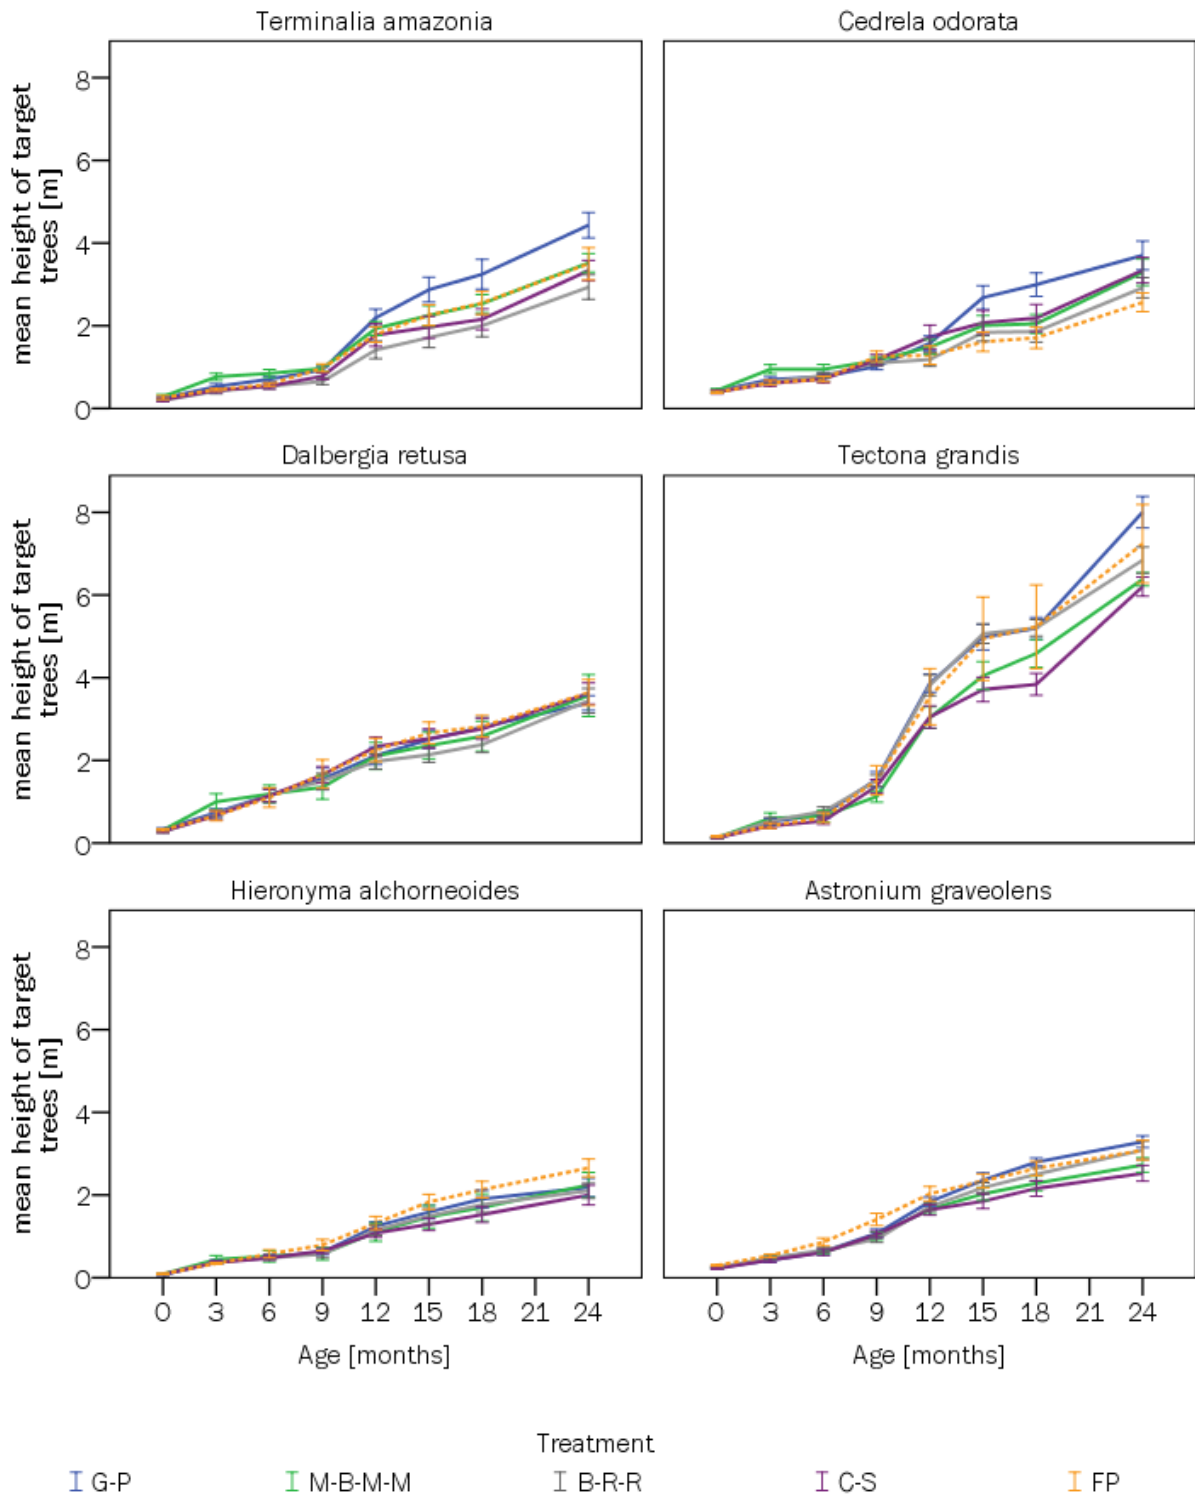 Terminalia amazonia
Cedrela odorata
mean height of target
trees [m]
8
6
4
2
0
Dalbergia retusa
Tectona grandis
mean height of target
trees [m]
8
6
4
2
0
Hieronyma alchorneoides
Astronium graveolens
mean height of target
trees [m]
8
6
4
2
0
0 3 6 9 12 15 18 21 24
0 3 6 9 12 15 18 21 24
Age [months]
Age [months]
Treatment
G-P M-B-M-M B-R-R C-S FP